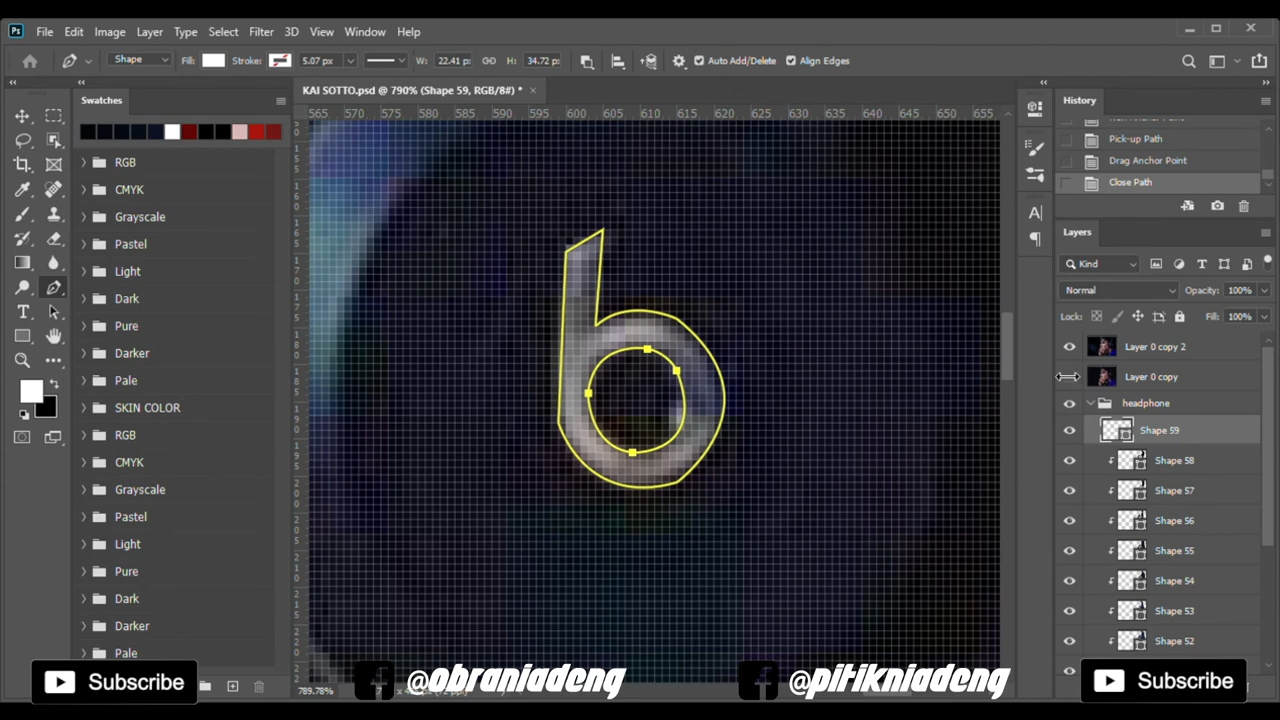 Ps File Edit Image Layer Type Select Filter 3D View Window Help
Shape Fill: Stroke: 5.07 px W: 22.41 p H: 34.72 p Auto Add/Delete Align Edges
Swatches
RGB
CMYK
Grayscale
Pastel
Light
Dark
Pure
Darker
Pale
SKIN COLOR
RGB
CMYK
Grayscale
Pastel
Light
Pure
Dark
Darker
Pale
KAI SOTTO.psd @ 790% (Shape 59, RGB/8#) *
565 570 575 580 585 590 595 600 605 610 615 620 625 630 635 640 645 650 655
6
789.78%
History
Pick-up Path
Drag Anchor Point
Close Path
Layers
Kind
Normal Opacity: 100%
Lock: Fill: 100%
Layer 0 copy 2
Layer 0 copy
headphone
Shape 59
Shape 58
Shape 57
Shape 56
Shape 55
Shape 54
Shape 53
Shape 52
Subscribe
@obraniadeng
@pitikniadeng
Subscribe